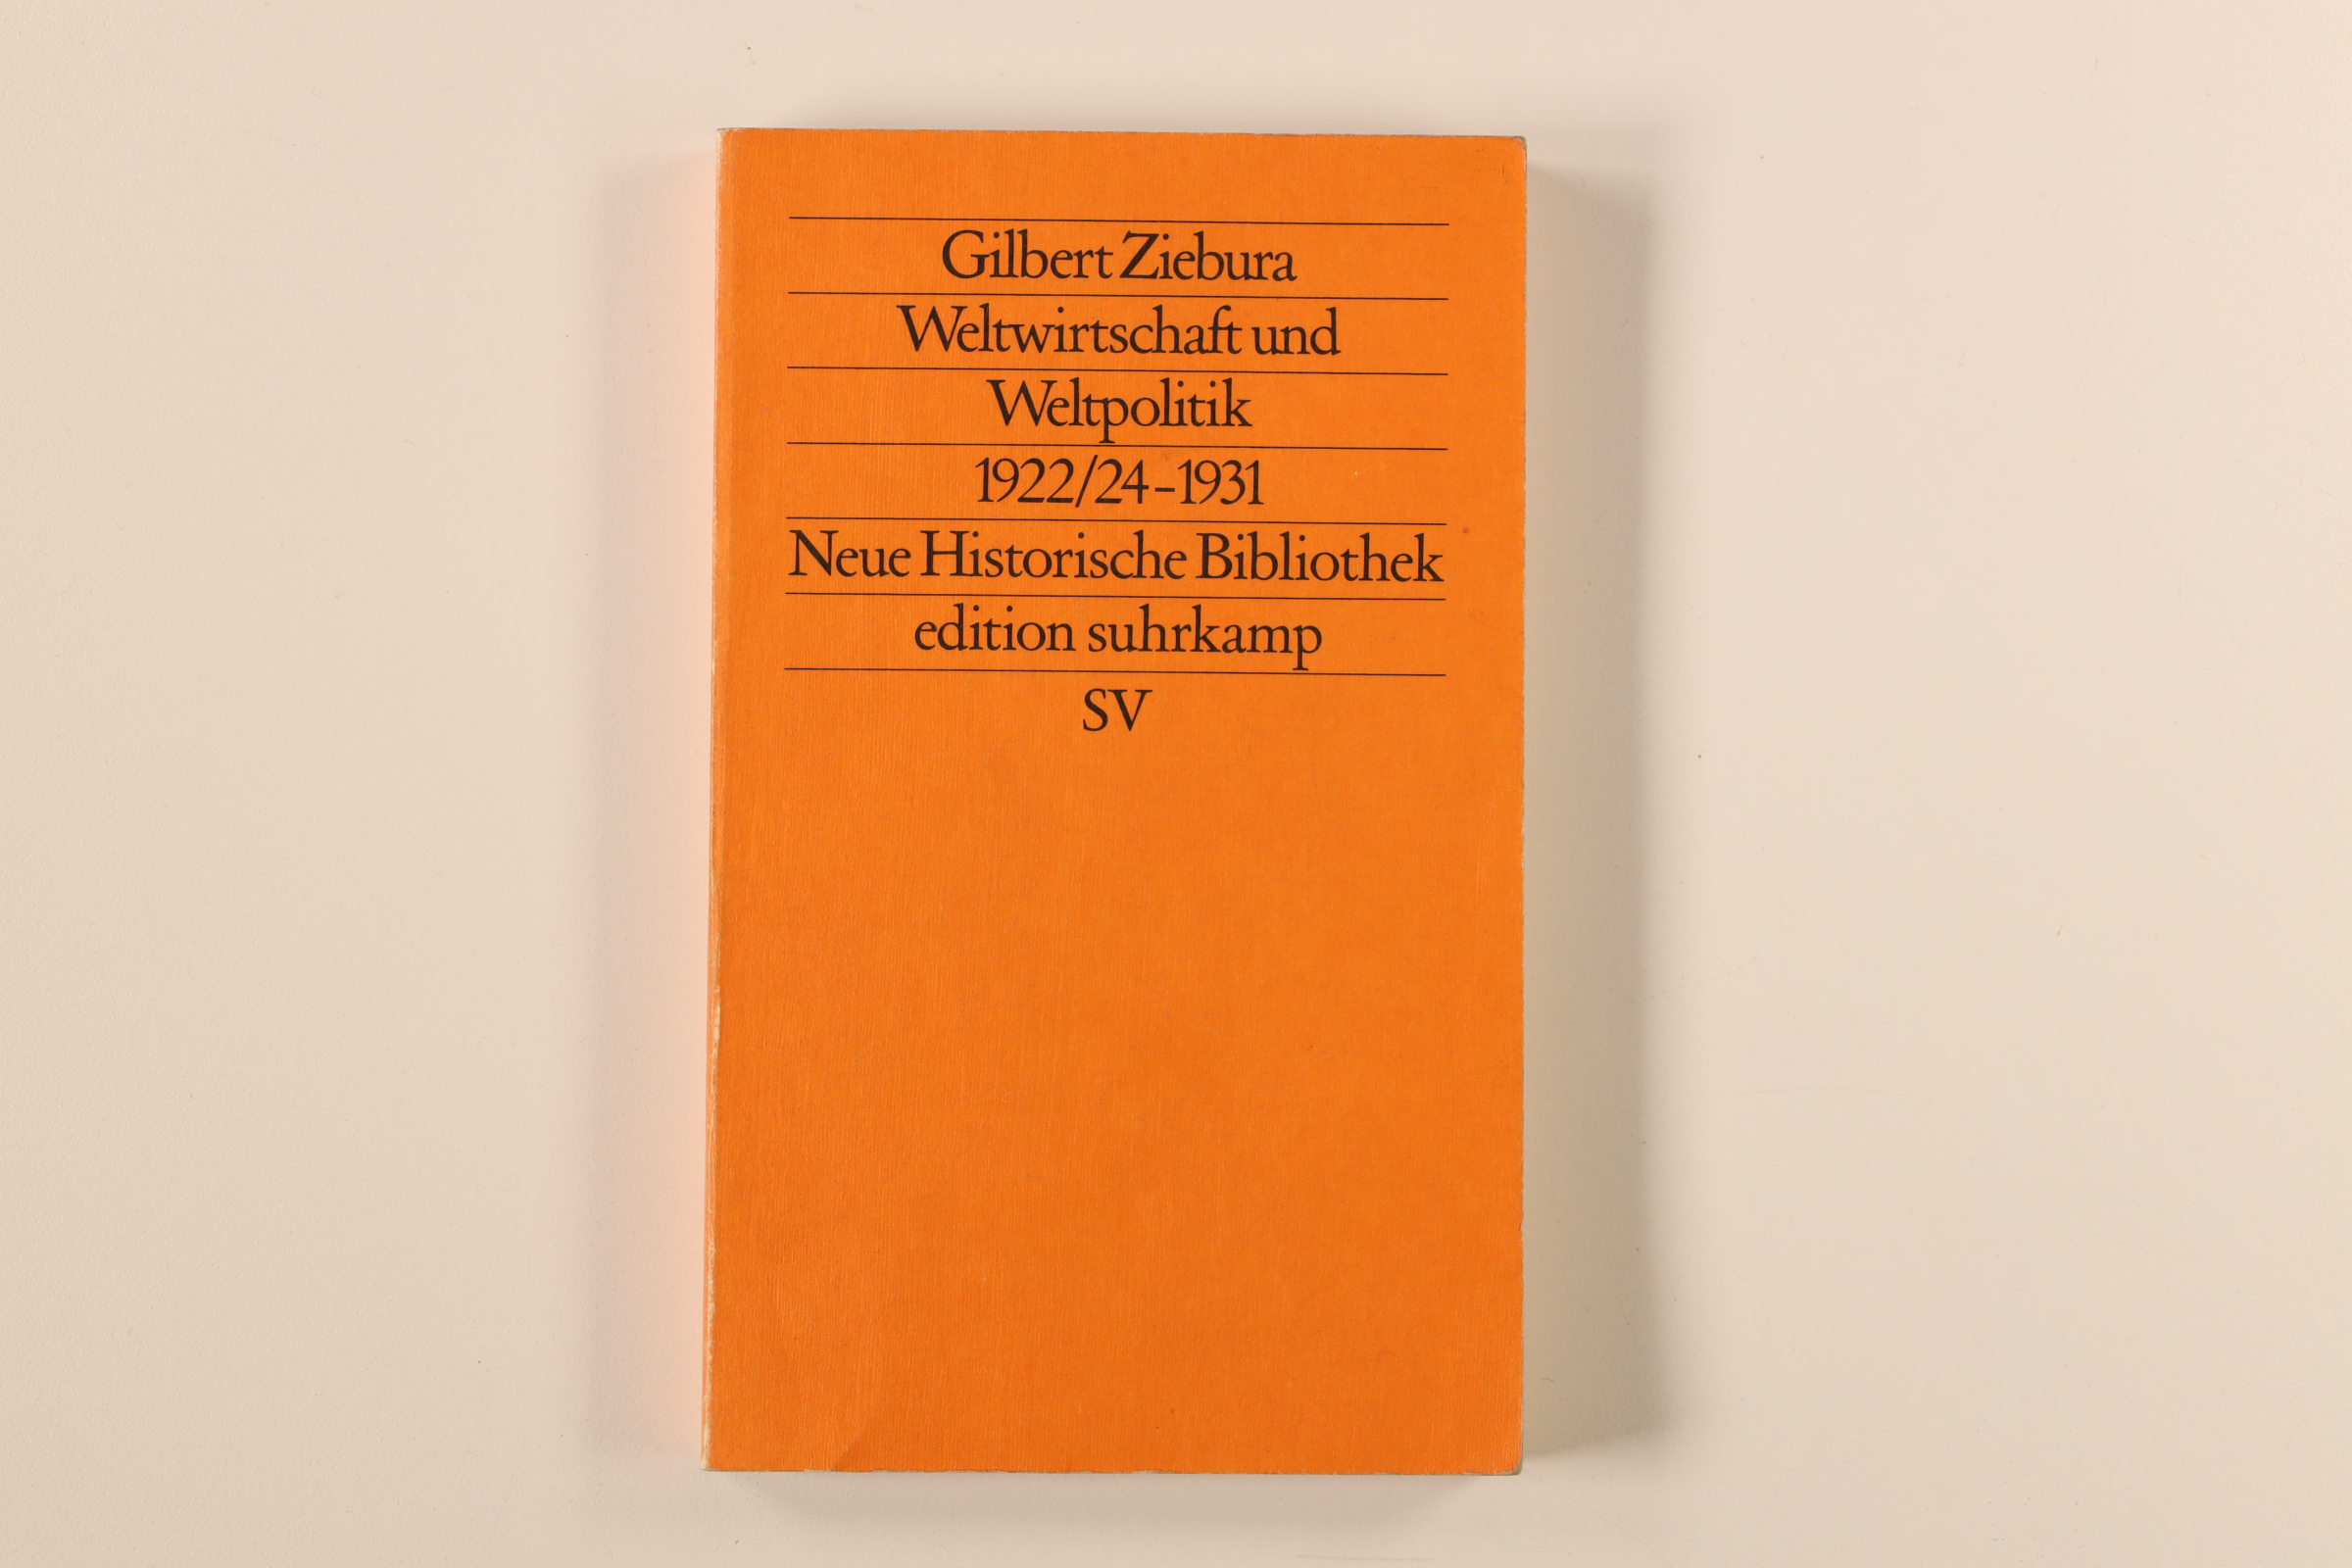 Gilbert Ziebura
Weltwirtschaft und
Weltpolitik
1922/24–1931
Neue Historische Bibliothek
edition suhrkamp
SV